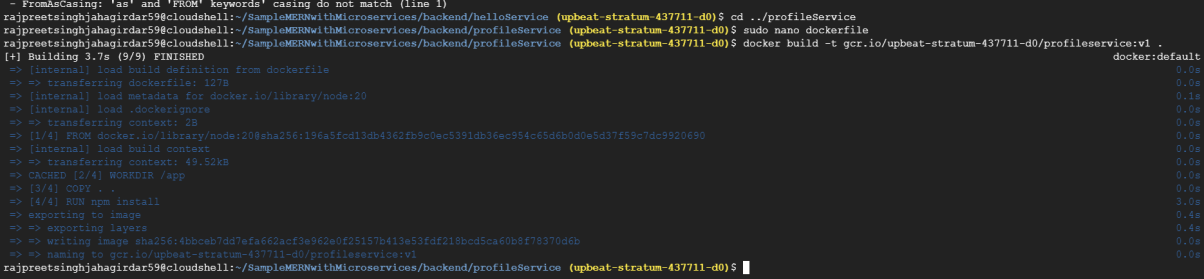 - FromAsCasing: 'as' and 'FROM' keywords' casing do not match (line 1)
rajpreetsinghjahagirdar59@cloudshell:~/SampleMERNwithMicroservices/backend/helloService (upbeat-stratum-437711-d0)$ cd ../profileService
rajpreetsinghjahagirdar59@cloudshell:~/SampleMERNwithMicroservices/backend/profileService (upbeat-stratum-437711-d0)$ sudo nano dockerfile
rajpreetsinghjahagirdar59@cloudshell:~/SampleMERNwithMicroservices/backend/profileService (upbeat-stratum-437711-d0)$ docker build -t gcr.io/upbeat-stratum-437711-d0/profileservice:v1 .
[+] Building 3.7s (9/9) FINISHED docker:default
=> [internal] load build definition from dockerfile 0.0s
=> => transferring dockerfile: 127B 0.0s
=> [internal] load metadata for docker.io/library/node:20 0.1s
=> [internal] load .dockerignore 0.0s
=> => transferring context: 2B 0.0s
=> [1/4] FROM docker.io/library/node:20@sha256:196a5fcd13db4362fb9c0ec5391db36ec954c65d6b0d0e5d37f59c7dc9920690 0.0s
=> [internal] load build context 0.0s
=> => transferring context: 49.52kB 0.0s
=> CACHED [2/4] WORKDIR /app 0.0s
=> [3/4] COPY . . 0.0s
=> [4/4] RUN npm install 3.0s
=> exporting to image 0.4s
=> => exporting layers 0.4s
=> => writing image sha256:4bbceb7dd7efa662acf3e962e0f25157b413e53fdf218bcd5ca60b8f78370d6b 0.0s
=> => naming to gcr.io/upbeat-stratum-437711-d0/profileservice:v1 0.0s
rajpreetsinghjahagirdar59@cloudshell:~/SampleMERNwithMicroservices/backend/profileService (upbeat-stratum-437711-d0)$